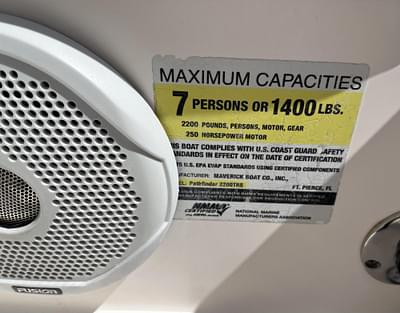 MAXIMUM CAPACITIES
7 PERSONS OR 1400 LBS.
2200 POUNDS, PERSONS, MOTOR, GEAR
250 HORSEPOWER MOTOR
BOAT COMPLIES WITH U.S. COAST GUARD SAFETY
STANDARDS IN EFFECT ON THE DATE OF CERTIFICATION
U.S. EPA EVAP STANDARDS USING CERTIFIED COMPONENTS
MAVERICK BOAT CO., INC.
Pathfinder 2200TRS FT. PIERCE, FL
NMMA
CERTIFIED
NATIONAL MARINE
MANUFACTURERS ASSOCIATION
FUSION